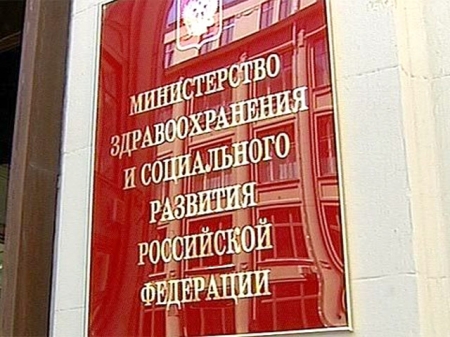 МИНИСТЕРСТВО
ЗДРАВООХРАНЕНИЯ
И СОЦИАЛЬНОГО
РАЗВИТИЯ
РОССИЙСКОЙ
ФЕДЕРАЦИИ